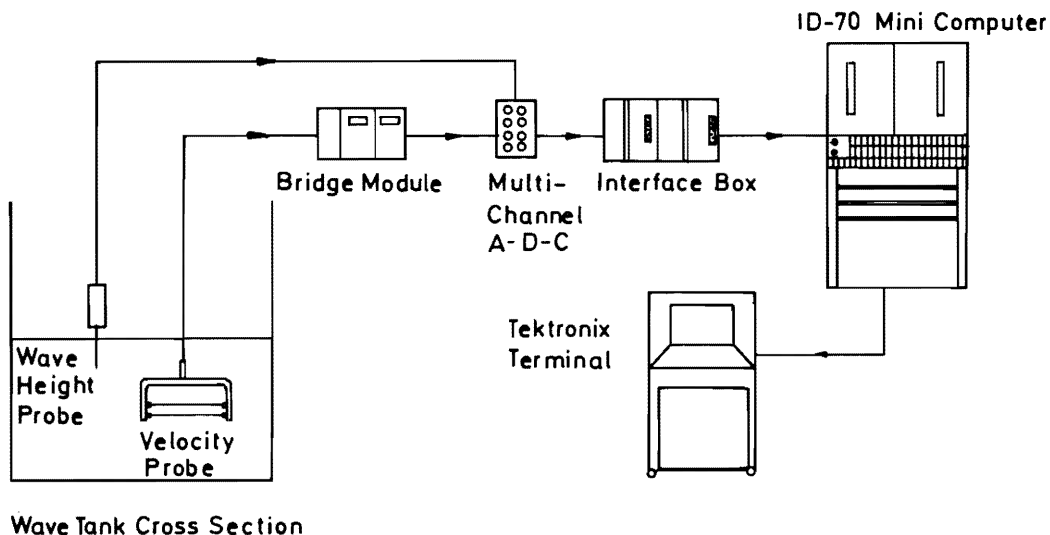 ID-70 Mini Computer
Bridge Module
Multi-
Channel
A-D-C
Interface Box
Tektronix
Terminal
Wave
Height
Probe
Velocity
Probe
Wave Tank Cross Section